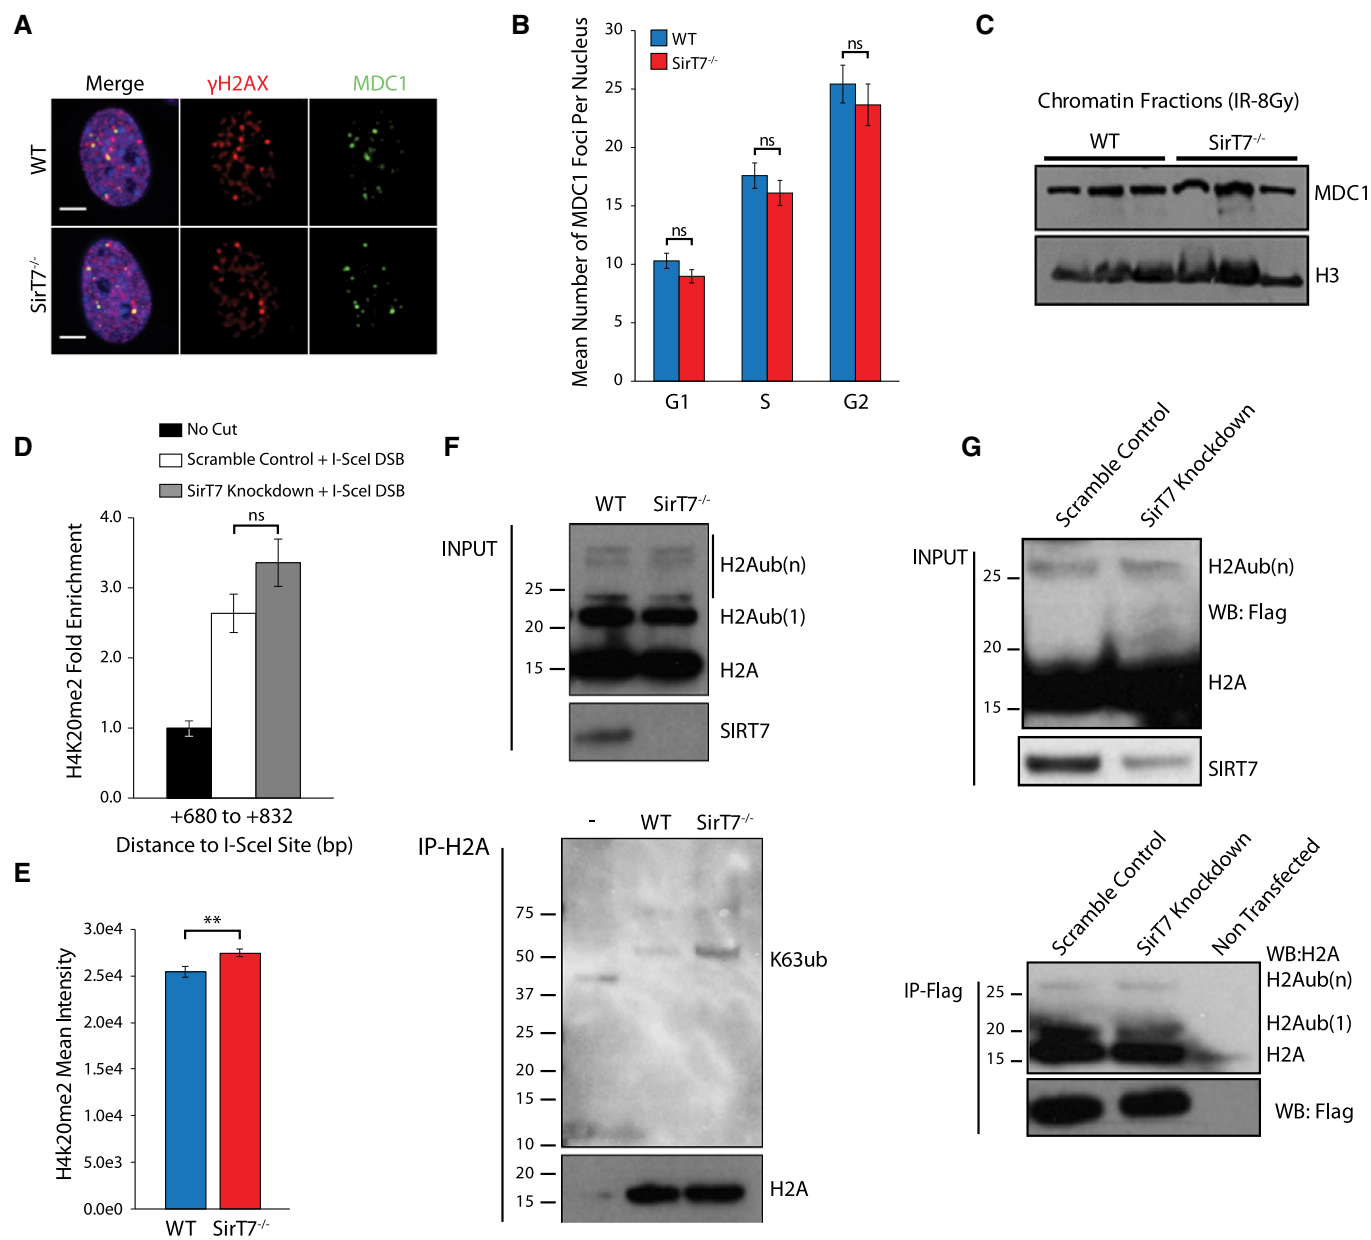 A
Merge
γH2AX
MDC1
WT
SirT7-/-
B
Mean Number of MDC1 Foci Per Nucleus
30
25
20
15
10
5
0
WT
SirT7-/-
ns
ns
ns
G1
S
G2
C
Chromatin Fractions (IR-8Gy)
WT
SirT7-/-
MDC1
H3
D
No Cut
Scramble Control + I-SceI DSB
SirT7 Knockdown + I-SceI DSB
H4K20me2 Fold Enrichment
4.0
3.0
2.0
1.0
0.0
ns
+680 to +832
Distance to I-SceI Site (bp)
E
H4k20me2 Mean Intensity
3.0e4
2.5e4
2.0e4
1.5e4
1.0e4
5.0e3
0.0e0
**
WT
SirT7-/-
F
WT
SirT7-/-
INPUT
25
20
15
H2Aub(n)
H2Aub(1)
H2A
SIRT7
-
WT
SirT7-/-
IP-H2A
75
50
37
25
20
15
10
K63ub
20
15
H2A
G
Scramble Control
SirT7 Knockdown
INPUT
25
20
15
H2Aub(n)
WB: Flag
H2A
SIRT7
Scramble Control
SirT7 Knockdown
Non Transfected
IP-Flag
25
20
15
WB:H2A
H2Aub(n)
H2Aub(1)
H2A
WB: Flag